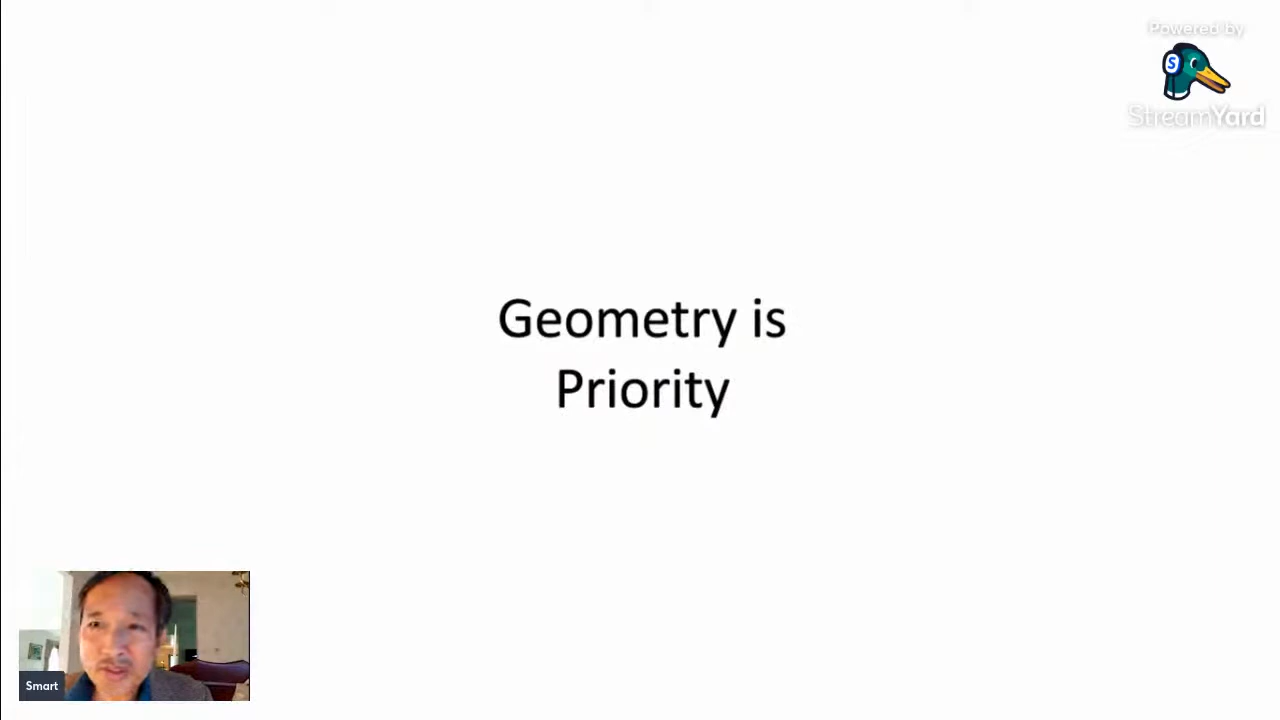 Powered by
S
StreamYard
Geometry is
Priority
Smart